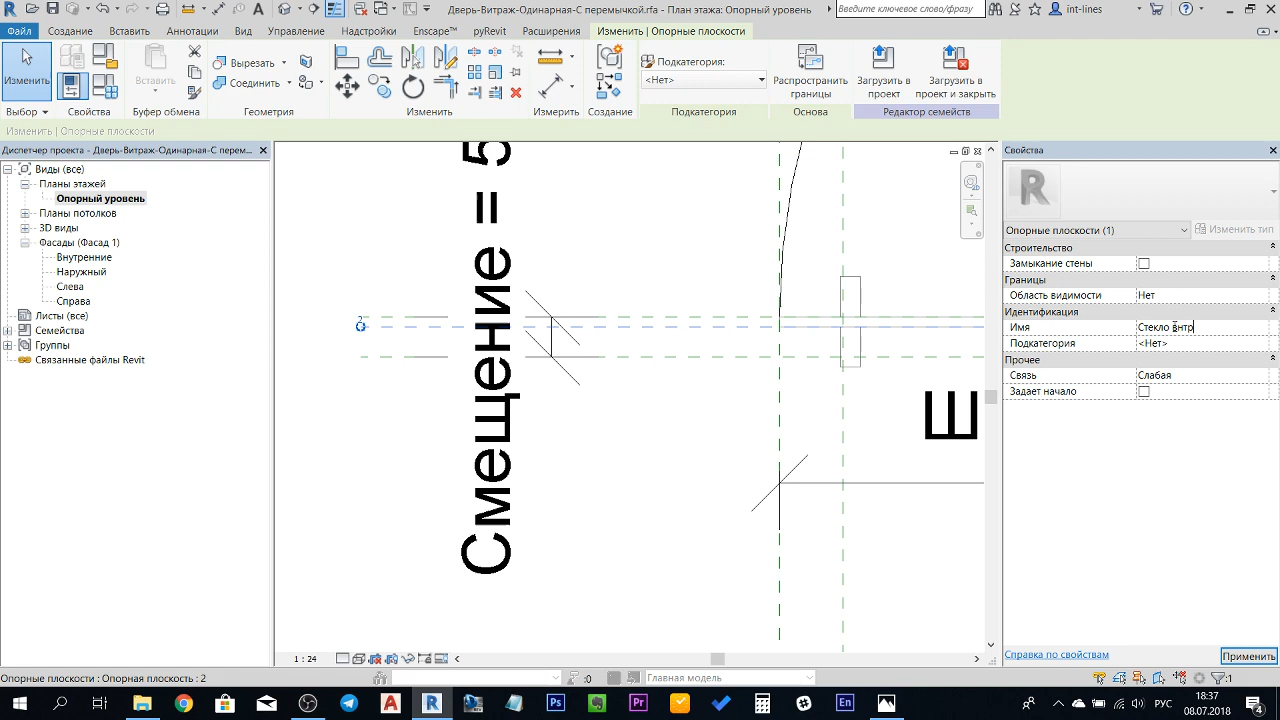 Дверь-Витраж-Одинарная-С перемычкой.rfa - План этажа: Опорный уровень
Введите ключевое слово/фразу
int-lines
Файл Создание Вставить Аннотации Вид Управление Надстройки Enscape™ pyRevit Расширения Изменить | Опорные плоскости
Изменить
Вставить
Вырезать
Соединить
Подкатегория:
<Нет>
Распространить границы
Загрузить в проект
Загрузить в проект и закрыть
Выбор Свойства Буфер обмена Геометрия Изменить Измерить Создание Подкатегория Основа Редактор семейств
Изменить | Опорные плоскости
Диспетчер проекта - Дверь-Витраж-Одинарная-С перем...
Виды (все)
Планы этажей
Опорный уровень
Планы потолков
3D виды
Фасады (Фасад 1)
Внутренние
Наружный
Слева
Справа
Листы (все)
Семейства
Группы
Связанные файлы Revit
Смещение = 5
Ш
Свойства
Опорные плоскости (1)
Изменить тип
Строительство
Замыкание стены
Границы
Область видимости Нет
Идентификация
Имя Стекло внтр
Подкатегория <Нет>
Прочее
Связь Слабая
Задает начало
Справка по свойствам
Применить
1 : 24
Опорные плоскости : Опорная плоскость : 2
:0
Главная модель
:1
РУС
18:37
08.07.2018